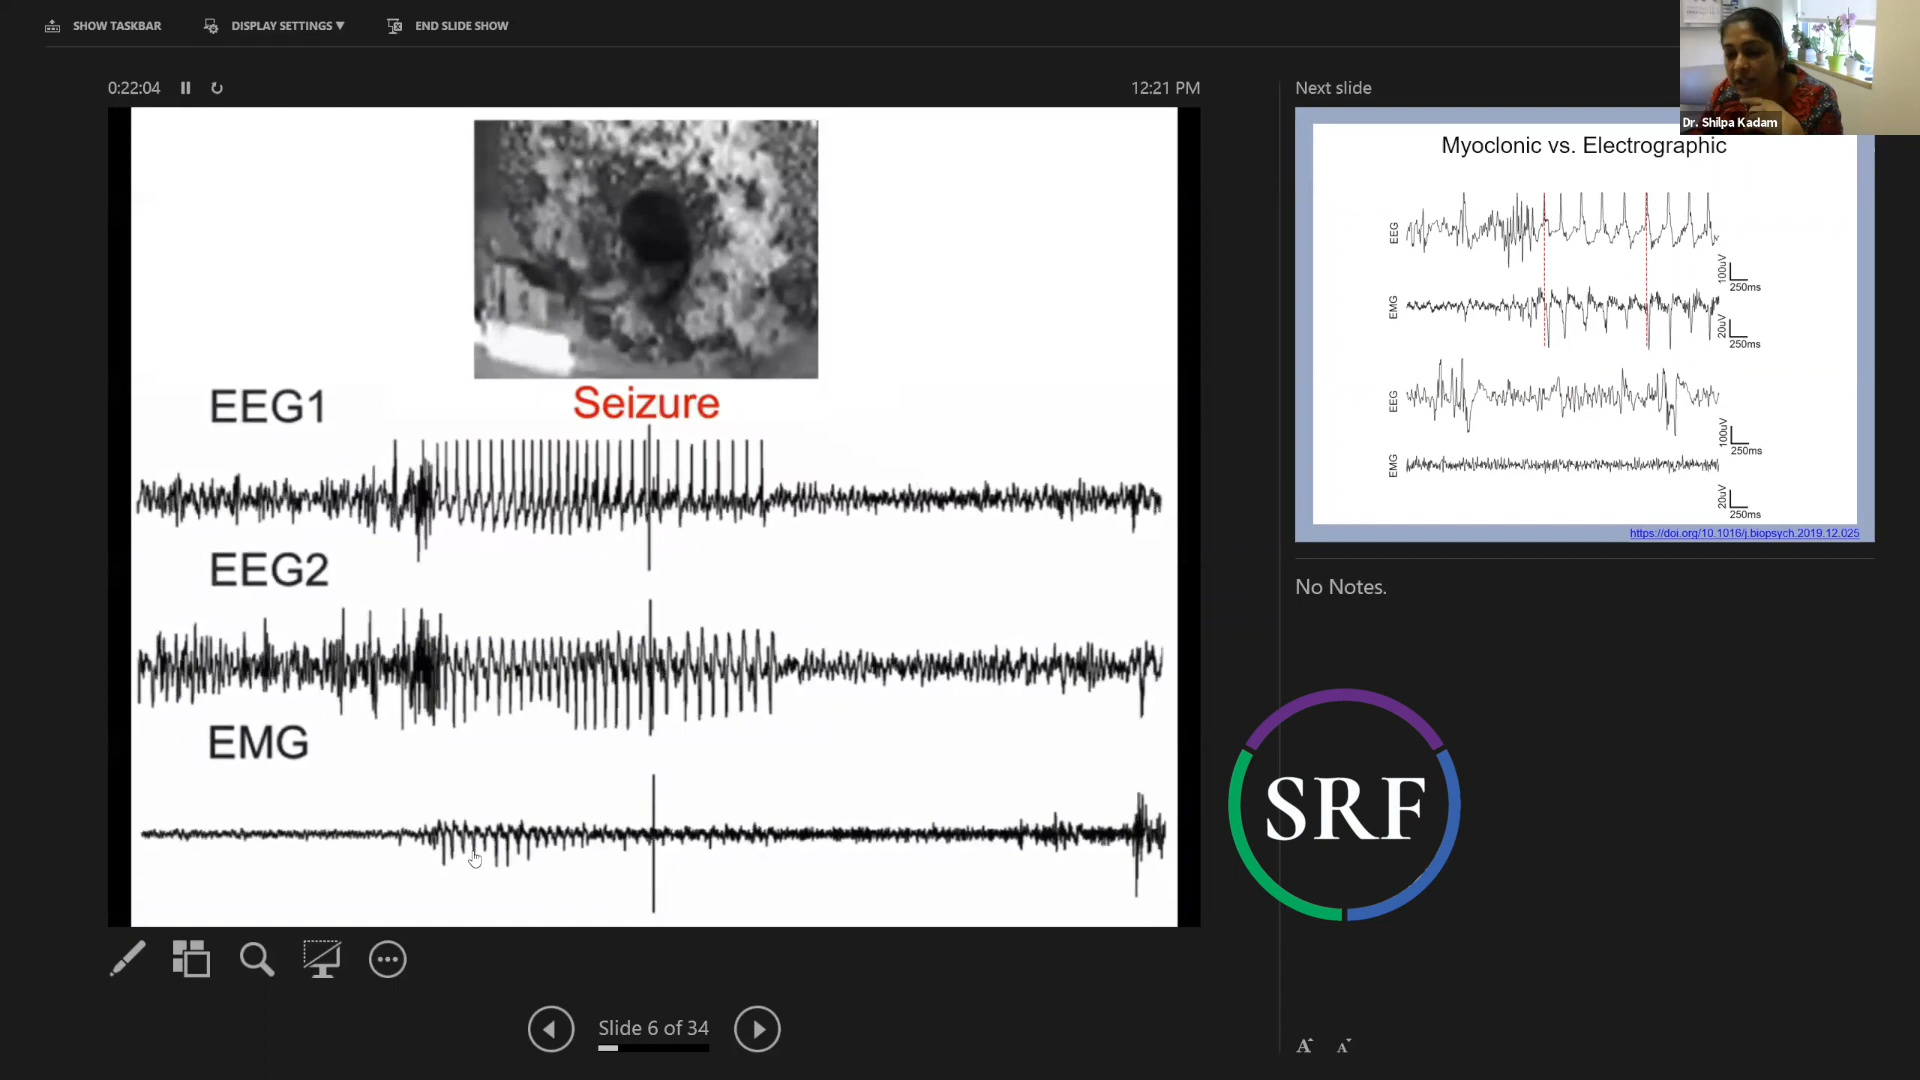 SHOW TASKBAR
DISPLAY SETTINGS ▼
END SLIDE SHOW
0:22:04
12:21 PM
Next slide
Dr. Shilpa Kadam
Seizure
EEG1
EEG2
EMG
Myoclonic vs. Electrographic
EEG
100uV
250ms
EMG
20uV
250ms
EEG
100uV
250ms
EMG
20uV
250ms
https://doi.org/10.1016/j.biopsych.2019.12.025
No Notes.
SRF
Slide 6 of 34
A A